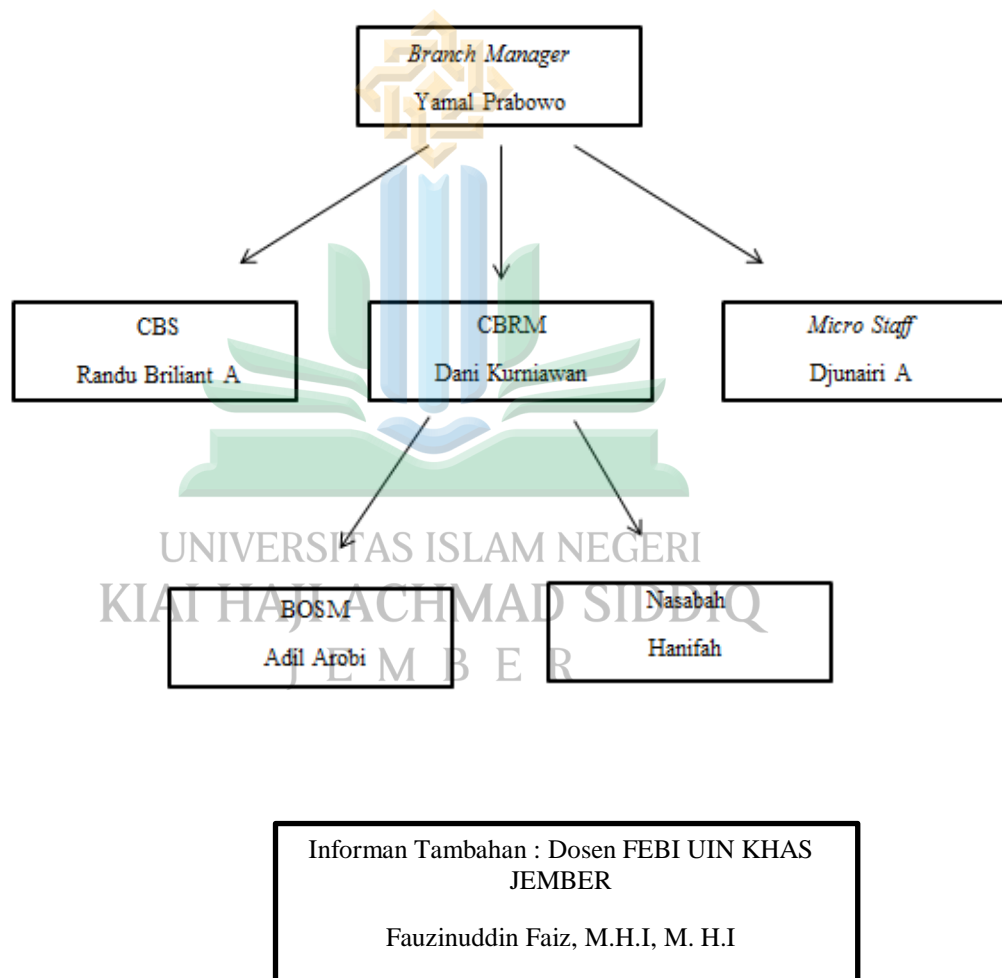 Branch Manager
Yamal Prabowo
CBS
Randu Briliant A
CBRM
Dani Kurniawan
Micro Staff
Djunairi A
UNIVERSITAS ISLAM NEGERI
KIAI HAJI ACHMAD SIDDIQ
JEMBER
BOSM
Adil Arobi
Nasabah
Hanifah
Informan Tambahan : Dosen FEBI UIN KHAS
JEMBER
Fauzinuddin Faiz, M.H.I, M. H.I